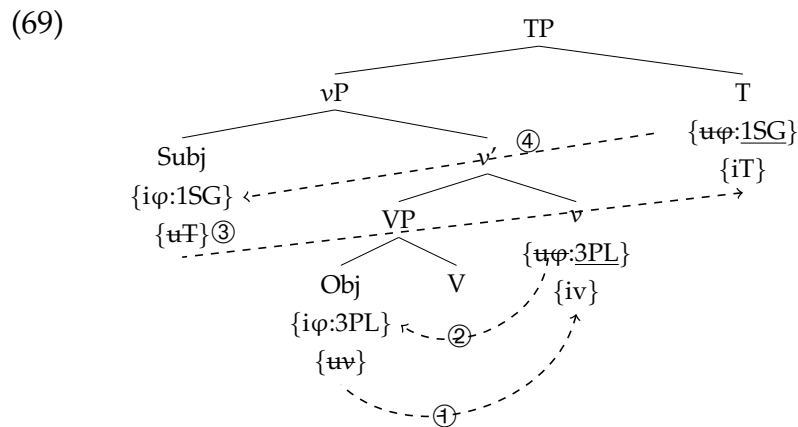 (69)
TP
vP T
{uφ:1SG}
{iT}
Subj v′
{iφ:1SG}
{uT}
④
③
VP v
{uφ:3PL}
{iv}
Obj V
{iφ:3PL}
{uv}
②
①